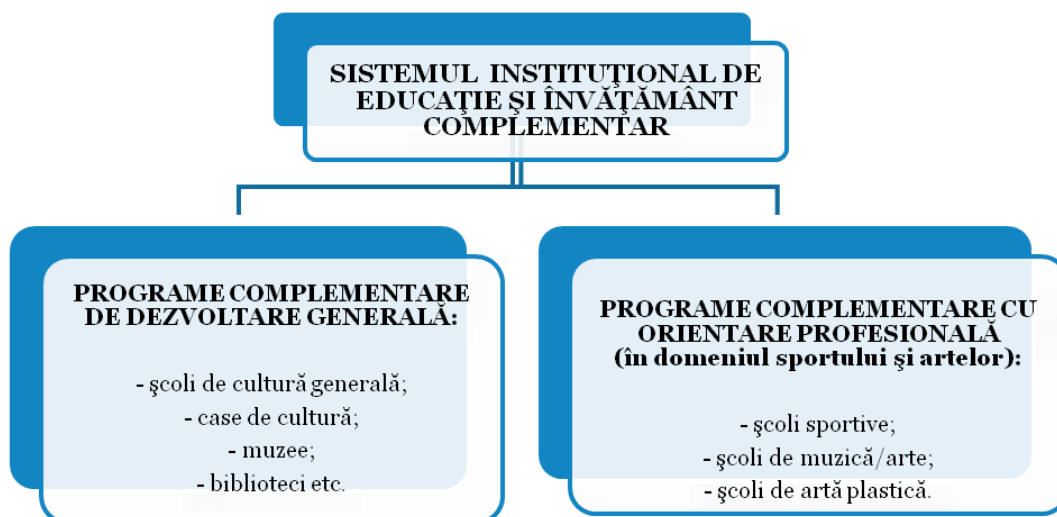 SISTEMUL INSTITUŢIONAL DE
EDUCAŢIE ŞI ÎNVĂŢĂMÂNT
COMPLEMENTAR
PROGRAME COMPLEMENTARE
DE DEZVOLTARE GENERALĂ:
- şcoli de cultură generală;
- case de cultură;
- muzee;
- biblioteci etc.
PROGRAME COMPLEMENTARE CU
ORIENTARE PROFESIONALĂ
(în domeniul sportului şi artelor):
- şcoli sportive;
- şcoli de muzică/arte;
- şcoli de artă plastică.